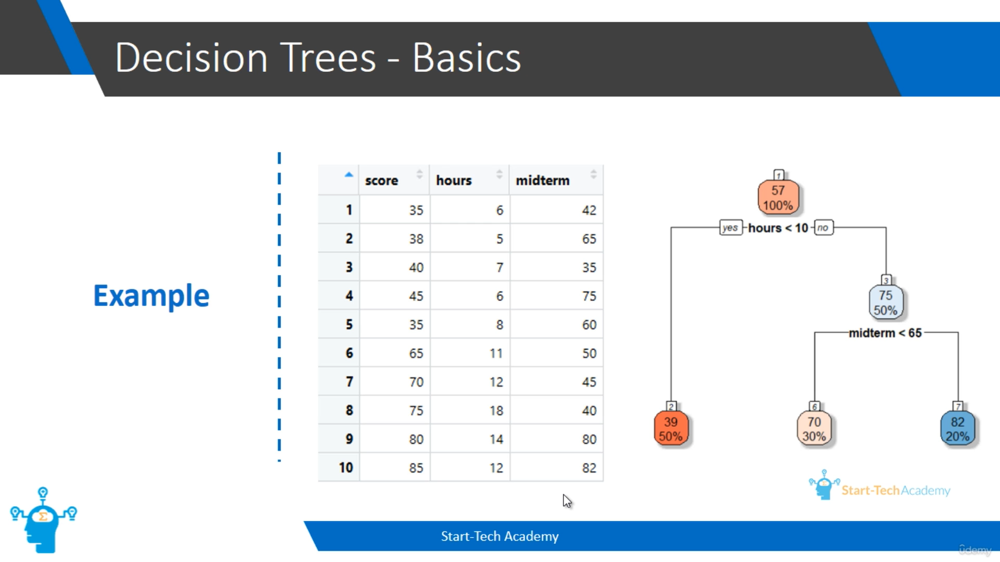 Decision Trees - Basics
Example
score hours midterm
1 35 6 42
2 38 5 65
3 40 7 35
4 45 6 75
5 35 8 60
6 65 11 50
7 70 12 45
8 75 18 40
9 80 14 80
10 85 12 82
1
57
100%
yes hours < 10 no
3
75
50%
midterm < 65
2
39
50%
6
70
30%
7
82
20%
Start-Tech Academy
Σ
Start-Tech Academy
udemy